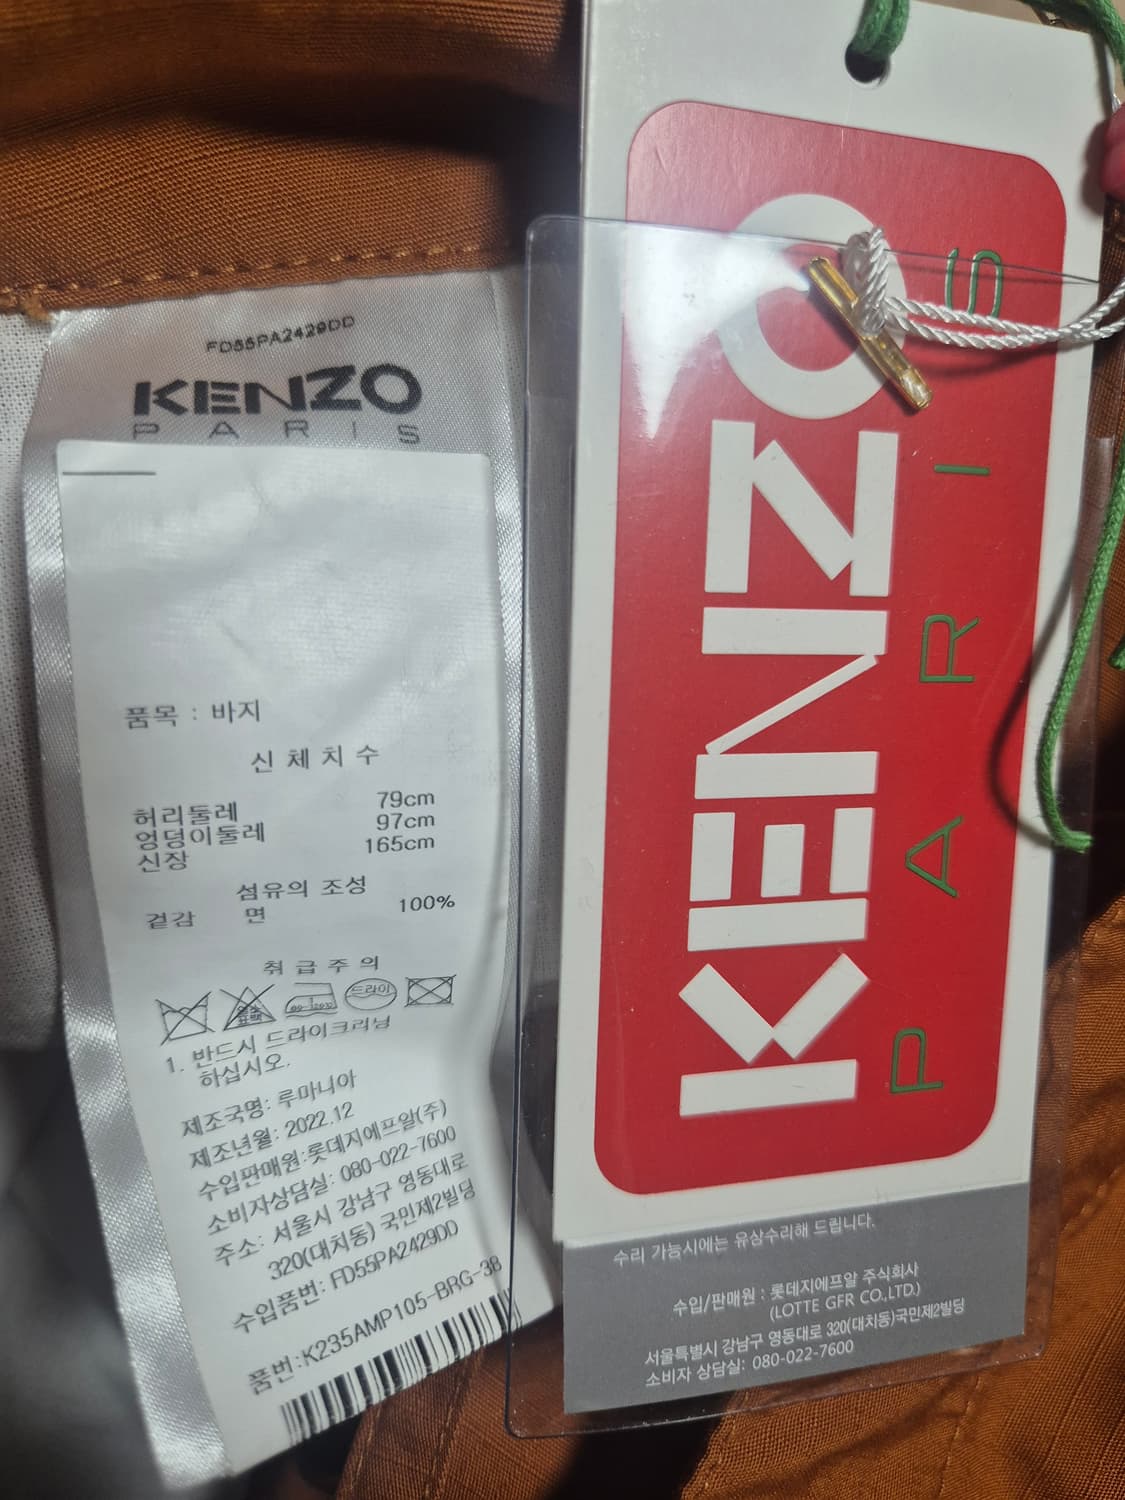 FD55PA2429DD
KENZO
PARIS
품목 : 바지
신체치수
허리둘레 79cm
엉덩이둘레 97cm
신장 165cm
섬유의 조성
겉감 면 100%
취급주의
드라이
1. 반드시 드라이크리닝
하십시오.
제조국명: 루마니아
제조년월: 2022.12
수입판매원:롯데지에프알(주)
소비자상담실: 080-022-7600
주소: 서울시 강남구 영동대로
320(대치동) 국민제2빌딩
수입품번: FD55PA2429DD
품번:K235AMP105-BRG-38
KENZO
PARIS
수리 가능시에는 유상수리해 드립니다.
수입/판매원 : 롯데지에프알 주식회사
(LOTTE GFR CO.,LTD.)
서울특별시 강남구 영동대로 320(대치동)국민제2빌딩
소비자 상담실: 080-022-7600